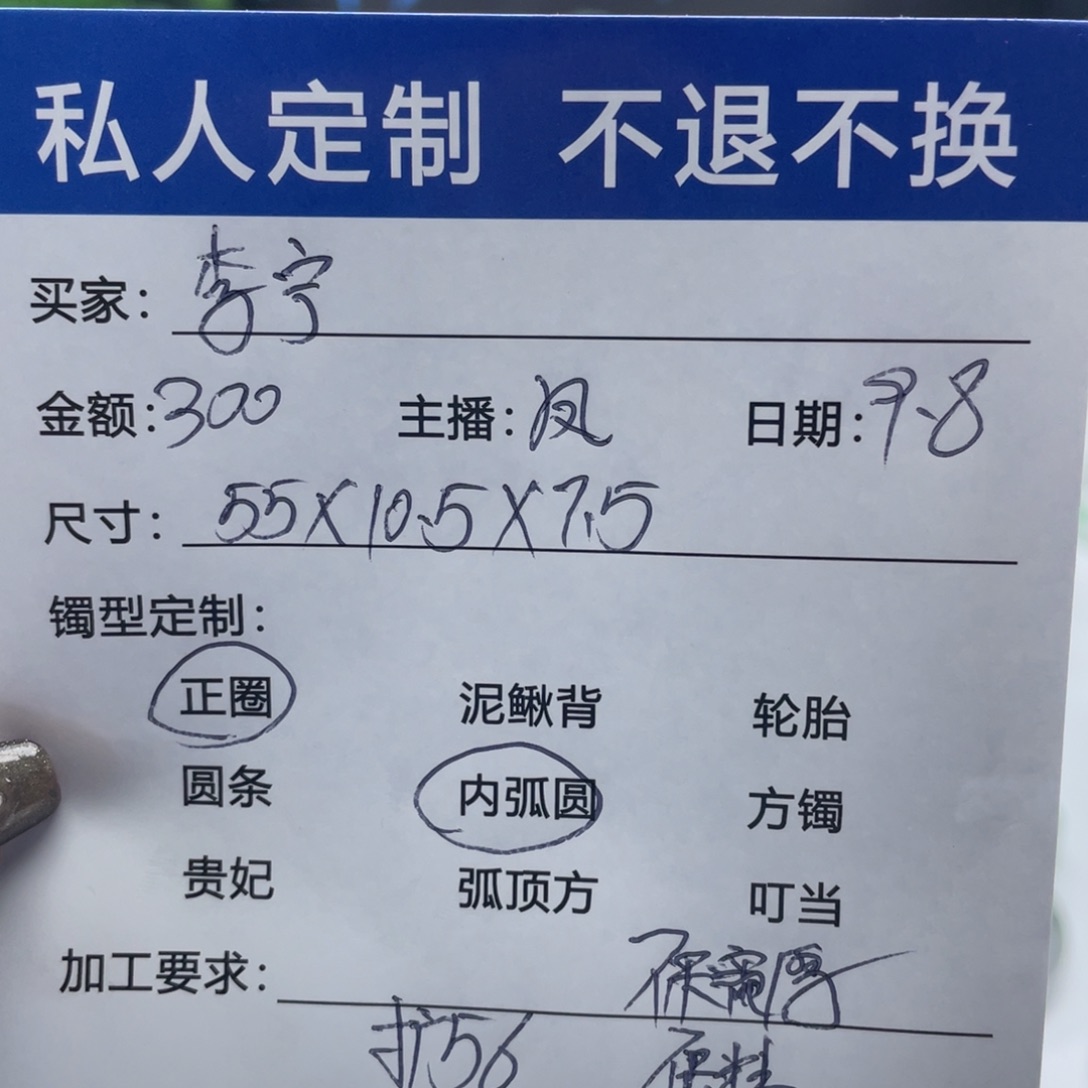 私人定制 不退不换
买家：李宁
金额：300 主播：凤 日期：9.8
尺寸：55X10.5X7.5
镯型定制：
正圈 泥鳅背 轮胎
圆条 内弧圆 方镯
贵妃 弧顶方 叮当
加工要求：保宽厚
扩56